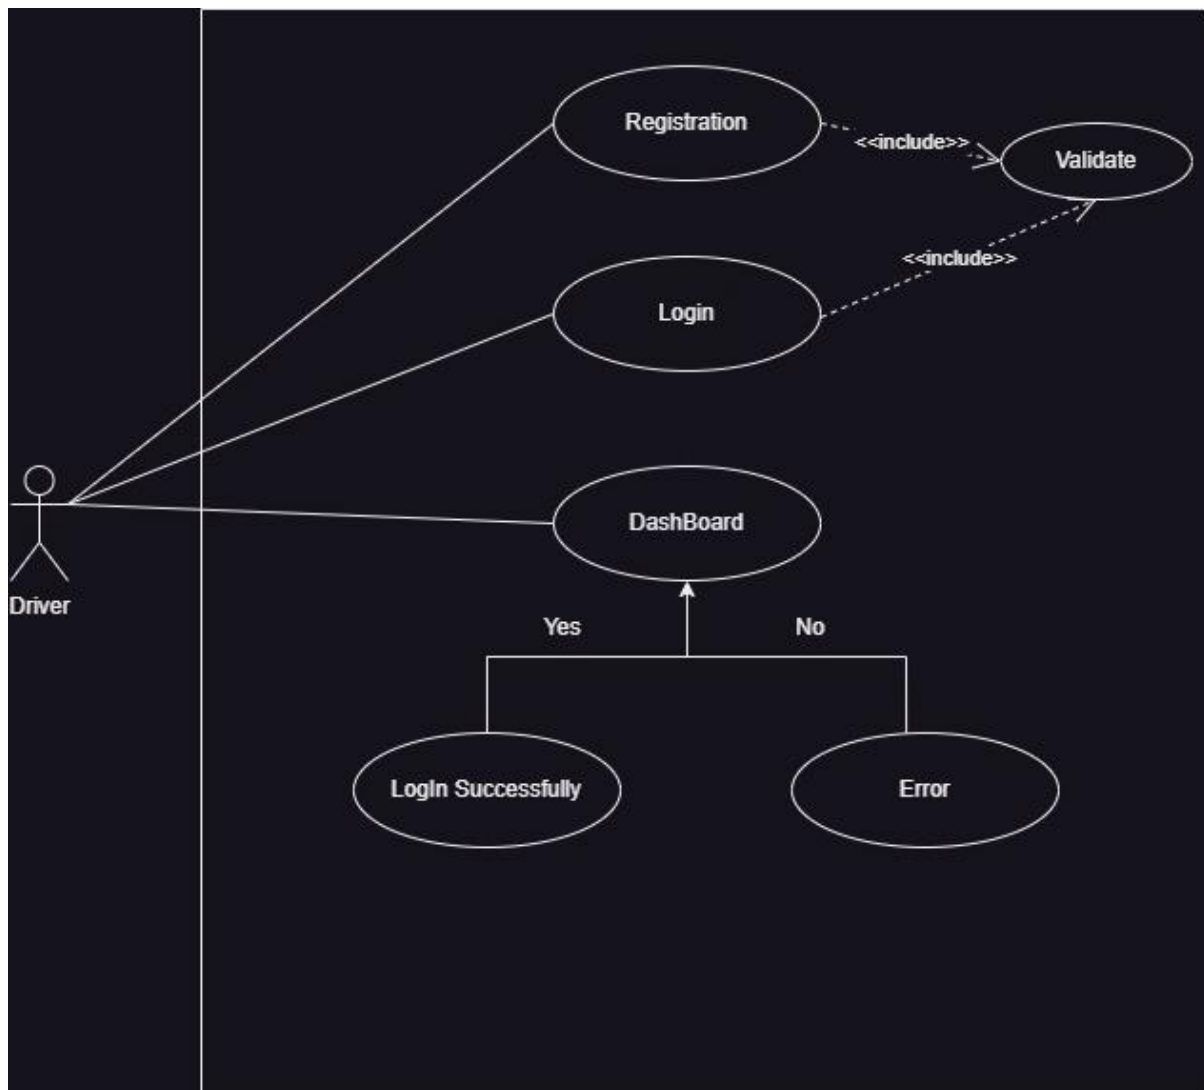 Registration
<<include>>
Validate
<<include>>
Login
DashBoard
Driver
Yes
No
LogIn Successfully
Error